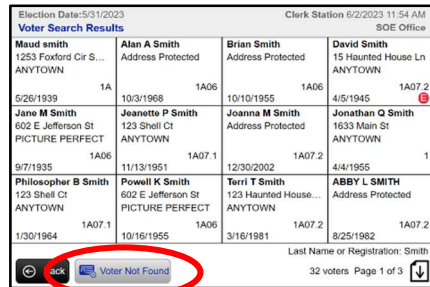 Election Date:5/31/2023 Clerk Station 6/2/2023 11:54 AM
Voter Search Results SOE Office
Maud smith Alan A Smith Brian Smith David Smith
1253 Foxford Cir S... Address Protected Address Protected 15 Haunted House Ln
ANYTOWN ANYTOWN
1A 1A06 1A06 1A07.2
5/26/1939 10/3/1968 10/10/1955 4/5/1945 E
Jane M Smith Jeanette P Smith Joanna M Smith Jonathan Q Smith
602 E Jefferson St 123 Shell Ct Address Protected 1633 Main St
PICTURE PERFECT ANYTOWN ANYTOWN
1A06 1A07.1 1A07.2 1
9/7/1935 11/13/1951 12/30/2002 4/4/1955
Philosopher B Smith Powell K Smith Terri T Smith ABBY L SMITH
123 Shell Ct 602 E Jefferson St 123 Haunted House... Address Protected
ANYTOWN PICTURE PERFECT ANYTOWN
1A07.1 1A06 1A07.2 1A07.2
1/30/1964 10/16/1955 3/16/1981 8/25/1982
Last Name or Registration: Smith
ack Voter Not Found 32 voters Page 1 of 3